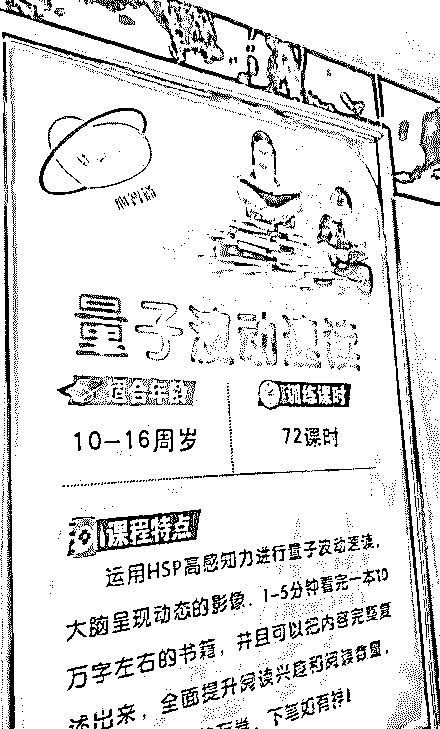 量子波动速读
适合年龄
训练课时
10-16周岁
72课时
课程特点
运用HSP高感知力进行量子波动速读,
大脑呈现动态的影像. 1-5分钟看完一本10
万字左右的书籍, 并且可以把内容完整复
述出来, 全面提升阅读兴趣和阅读数量,
下笔如有神!